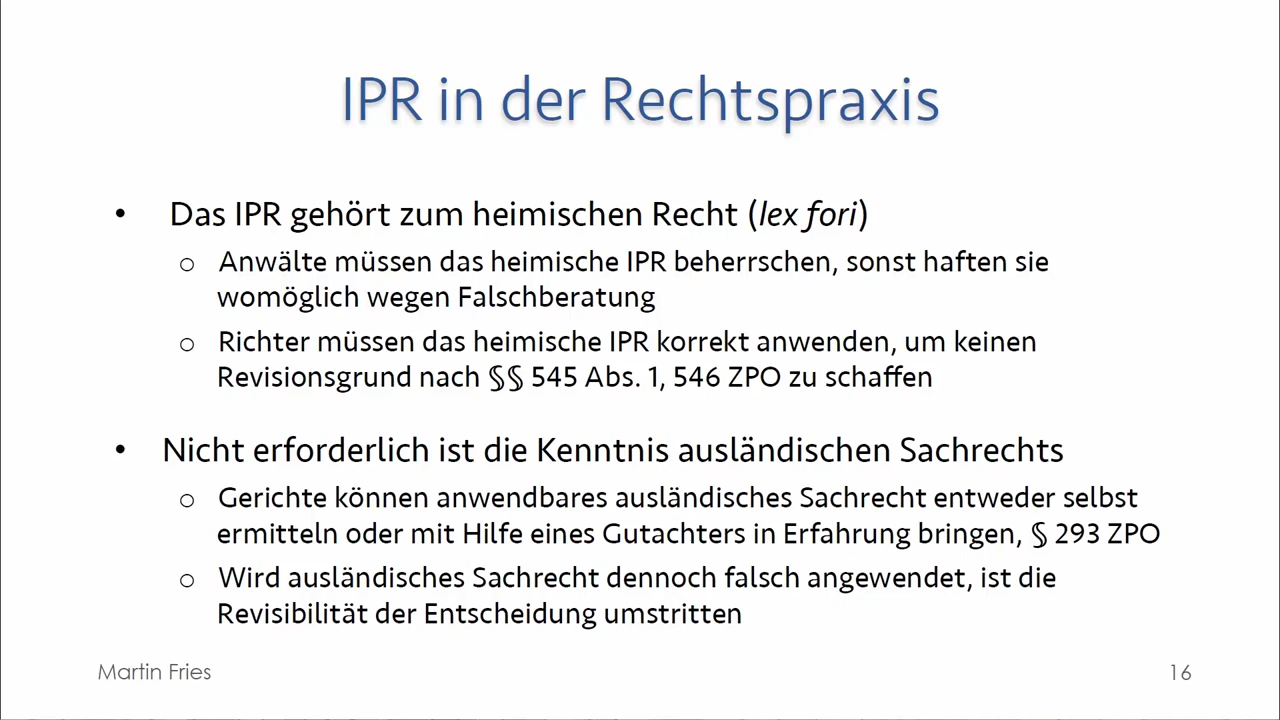 IPR in der Rechtspraxis
• Das IPR gehört zum heimischen Recht (lex fori)
○ Anwälte müssen das heimische IPR beherrschen, sonst haften sie
womöglich wegen Falschberatung
○ Richter müssen das heimische IPR korrekt anwenden, um keinen
Revisionsgrund nach §§ 545 Abs. 1, 546 ZPO zu schaffen
• Nicht erforderlich ist die Kenntnis ausländischen Sachrechts
○ Gerichte können anwendbares ausländisches Sachrecht entweder selbst
ermitteln oder mit Hilfe eines Gutachters in Erfahrung bringen, § 293 ZPO
○ Wird ausländisches Sachrecht dennoch falsch angewendet, ist die
Revisibilität der Entscheidung umstritten
Martin Fries
16